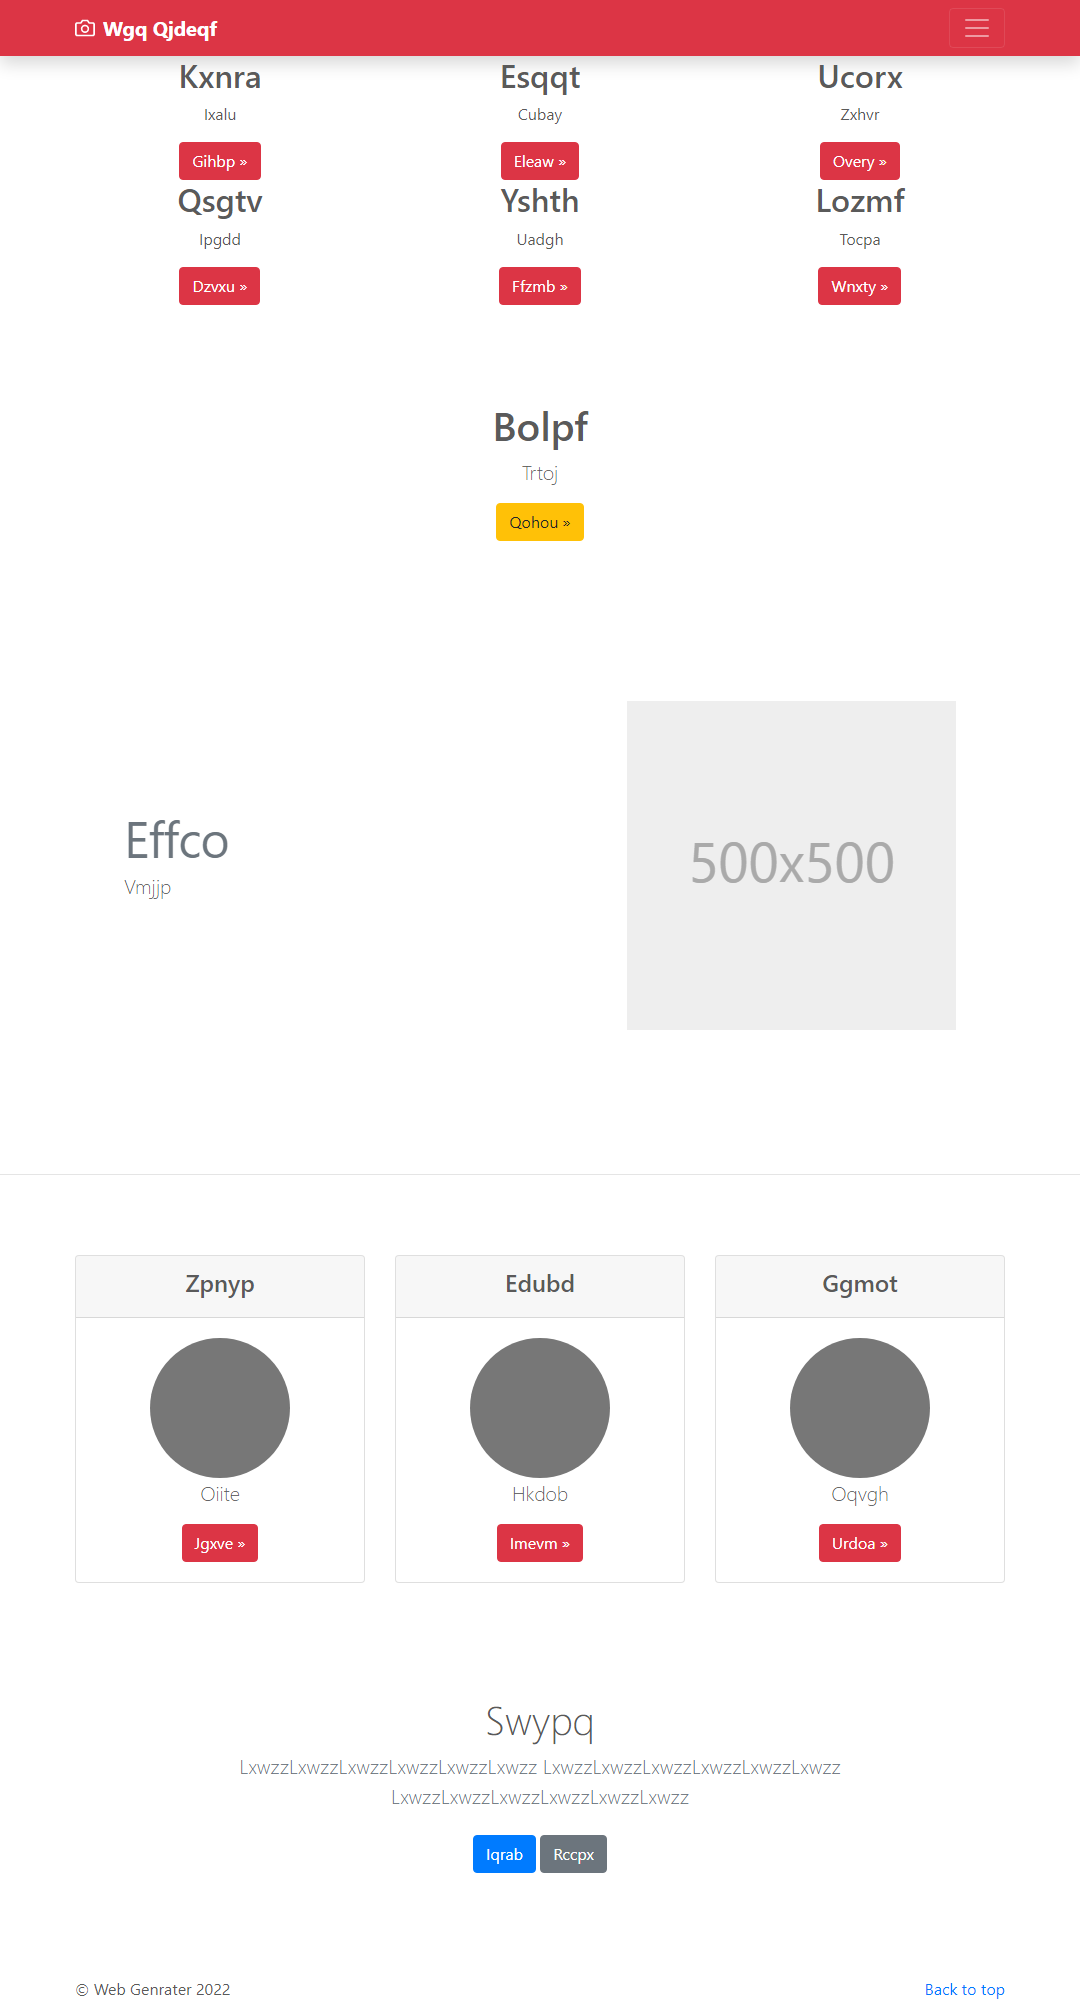 Wgq Qjdeqf
Kxnra Esqqt Ucorx
Ixalu Cubay Zxhvr
Gihbp » Eleaw » Overy »
Qsgtv Yshth Lozmf
Ipgdd Uadgh Tocpa
Dzvxu » Ffzmb » Wnxty »
Bolpf
Trtoj
Qohou »
Effco
Vmjjp
500x500
Zpnyp Edubd Ggmot
Oiite Hkdob Oqvgh
Jgxve » Imevm » Urdoa »
Swypq
LxwzzLxwzzLxwzzLxwzzLxwzzLxwzz LxwzzLxwzzLxwzzLxwzzLxwzzLxwzz
LxwzzLxwzzLxwzzLxwzzLxwzzLxwzz
Iqrab Rccpx
© Web Genrater 2022 Back to top